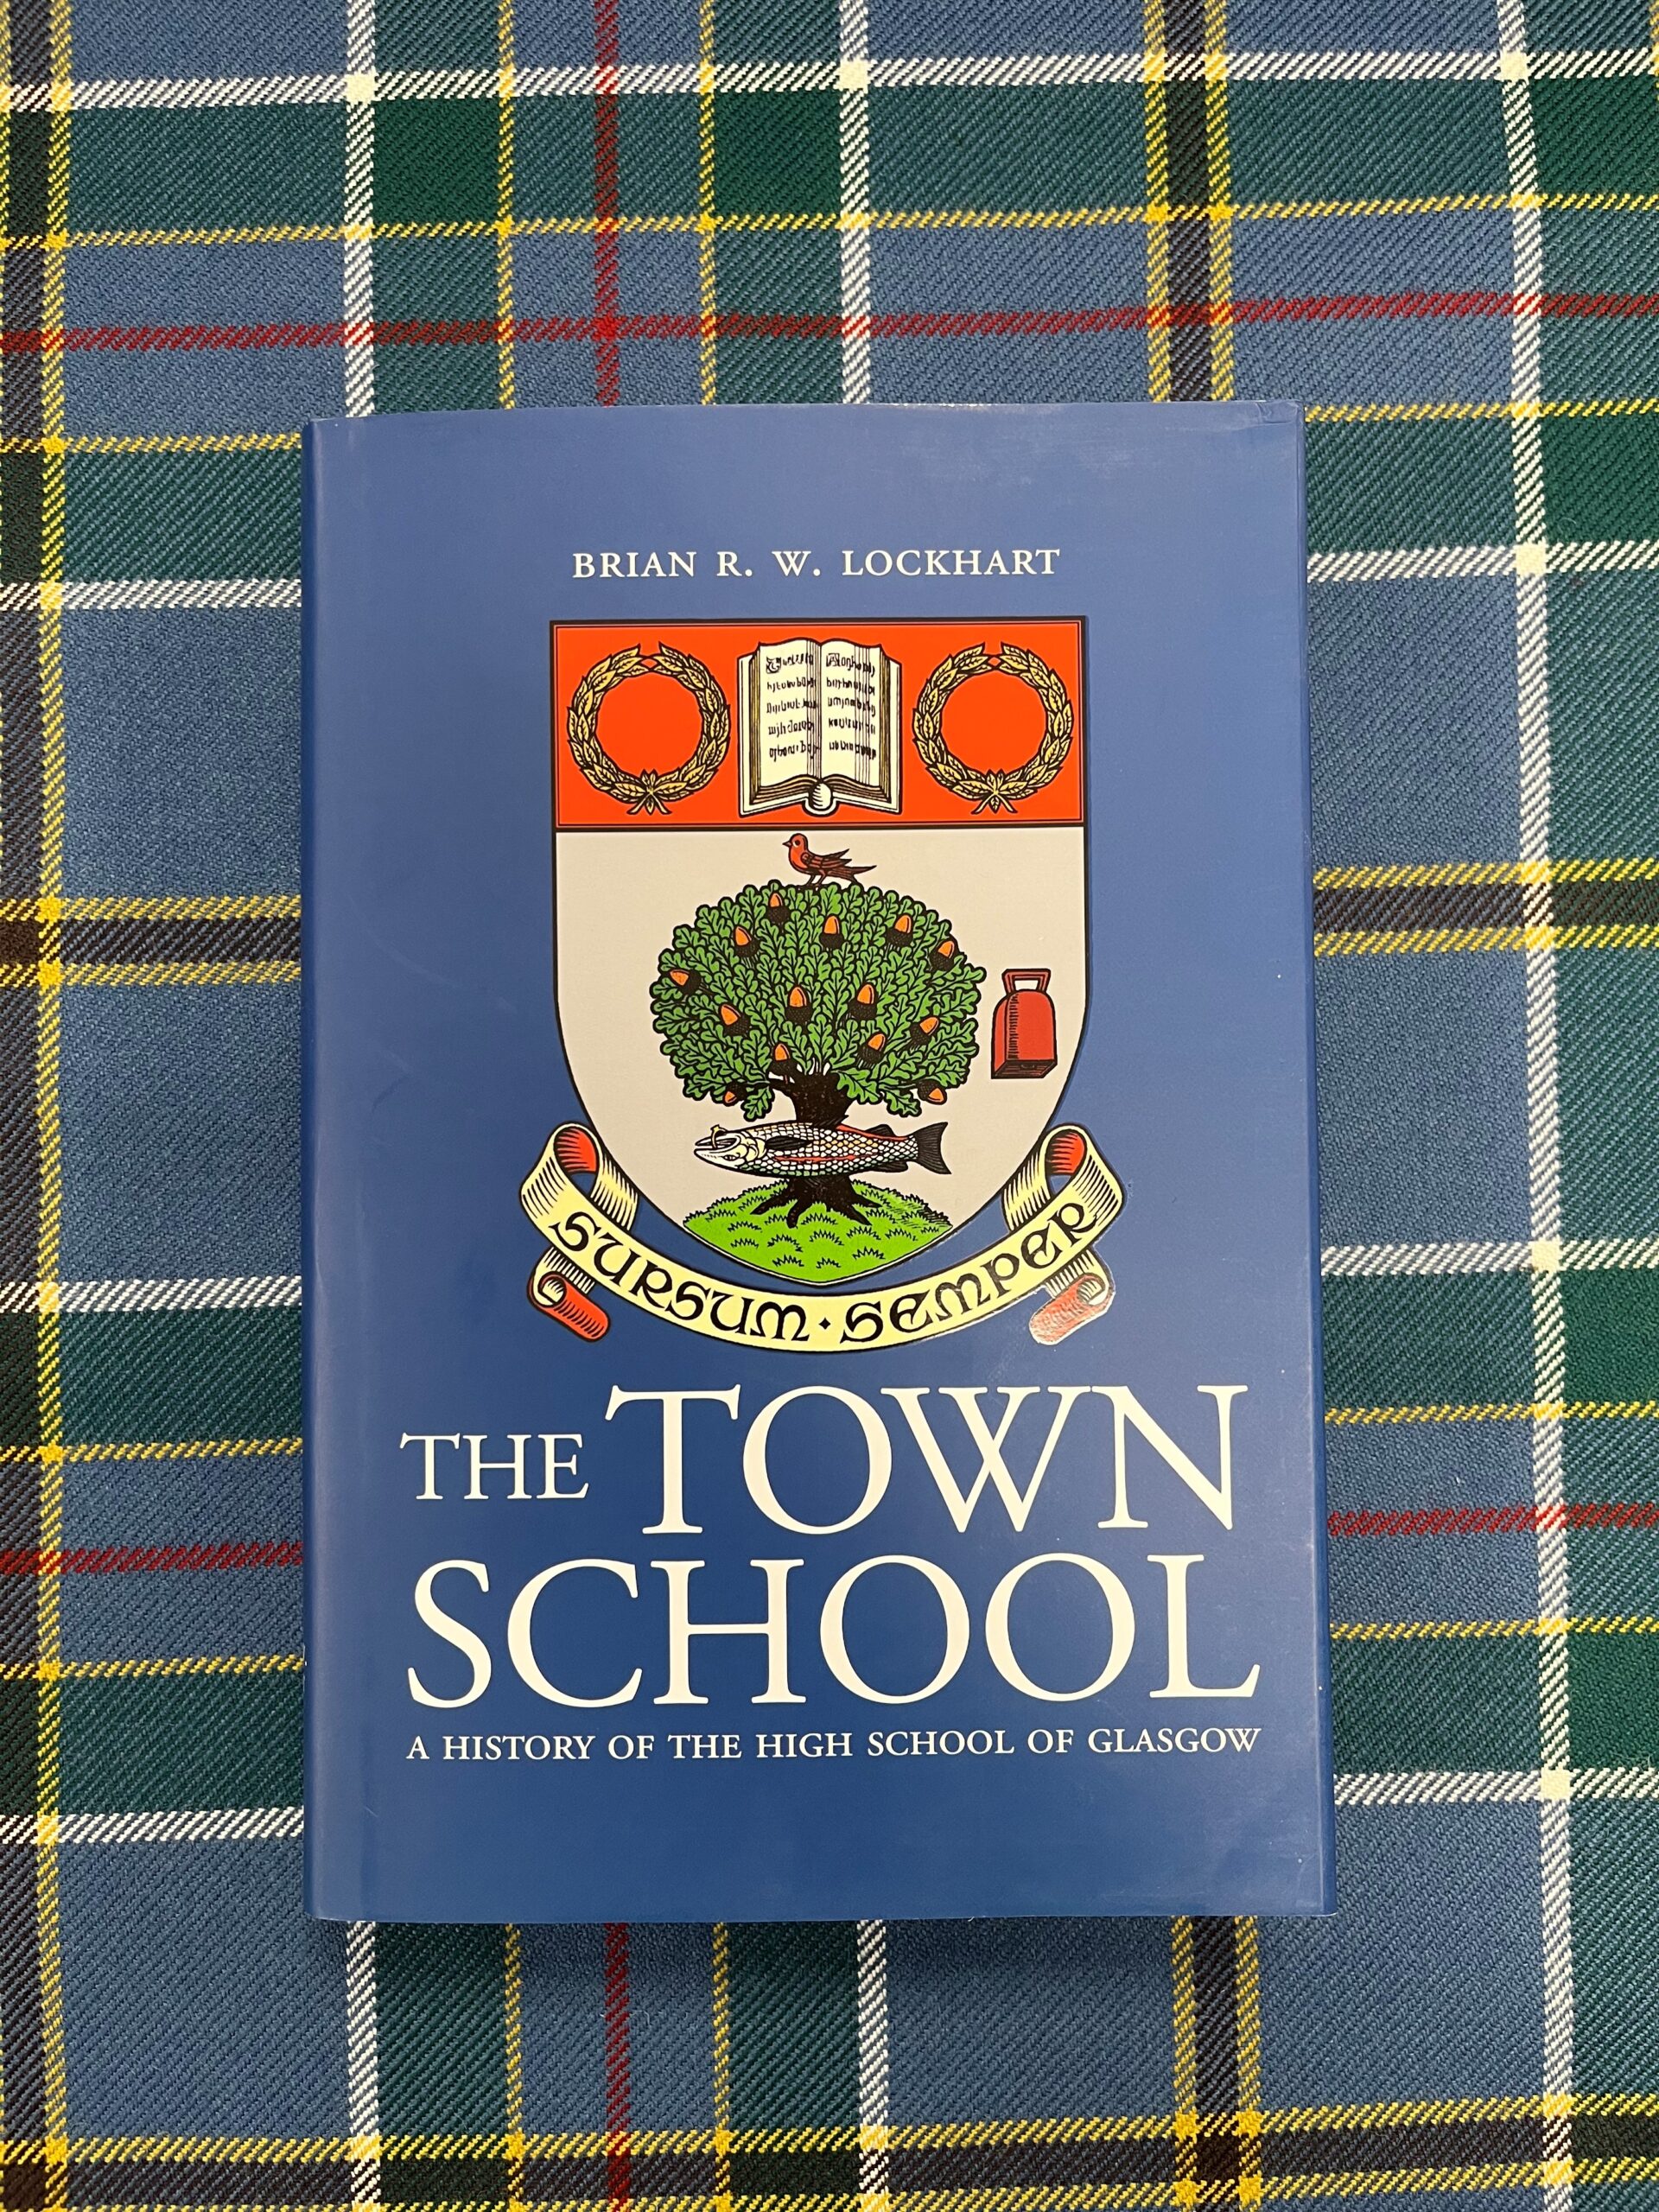 BRIAN R. W. LOCKHART
SURSUM · SEMPER
THE TOWN
SCHOOL
A HISTORY OF THE HIGH SCHOOL OF GLASGOW